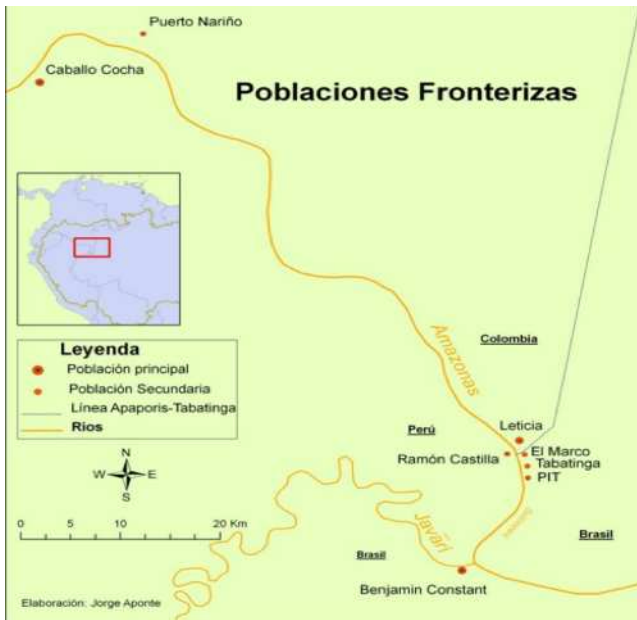 Puerto Nariño
Caballo Cocha
Poblaciones Fronterizas
Amazonas
Colombia
Leyenda
Población principal
Población Secundaria
Línea Apaporis-Tabatinga
Ríos
Leticia
Perú
El Marco
Ramón Castilla
Tabatinga
PIT
N
W E
S
0 5 10 20 Km
Javarí
Brasil
Brasil
Benjamin Constant
Elaboración: Jorge Aponte